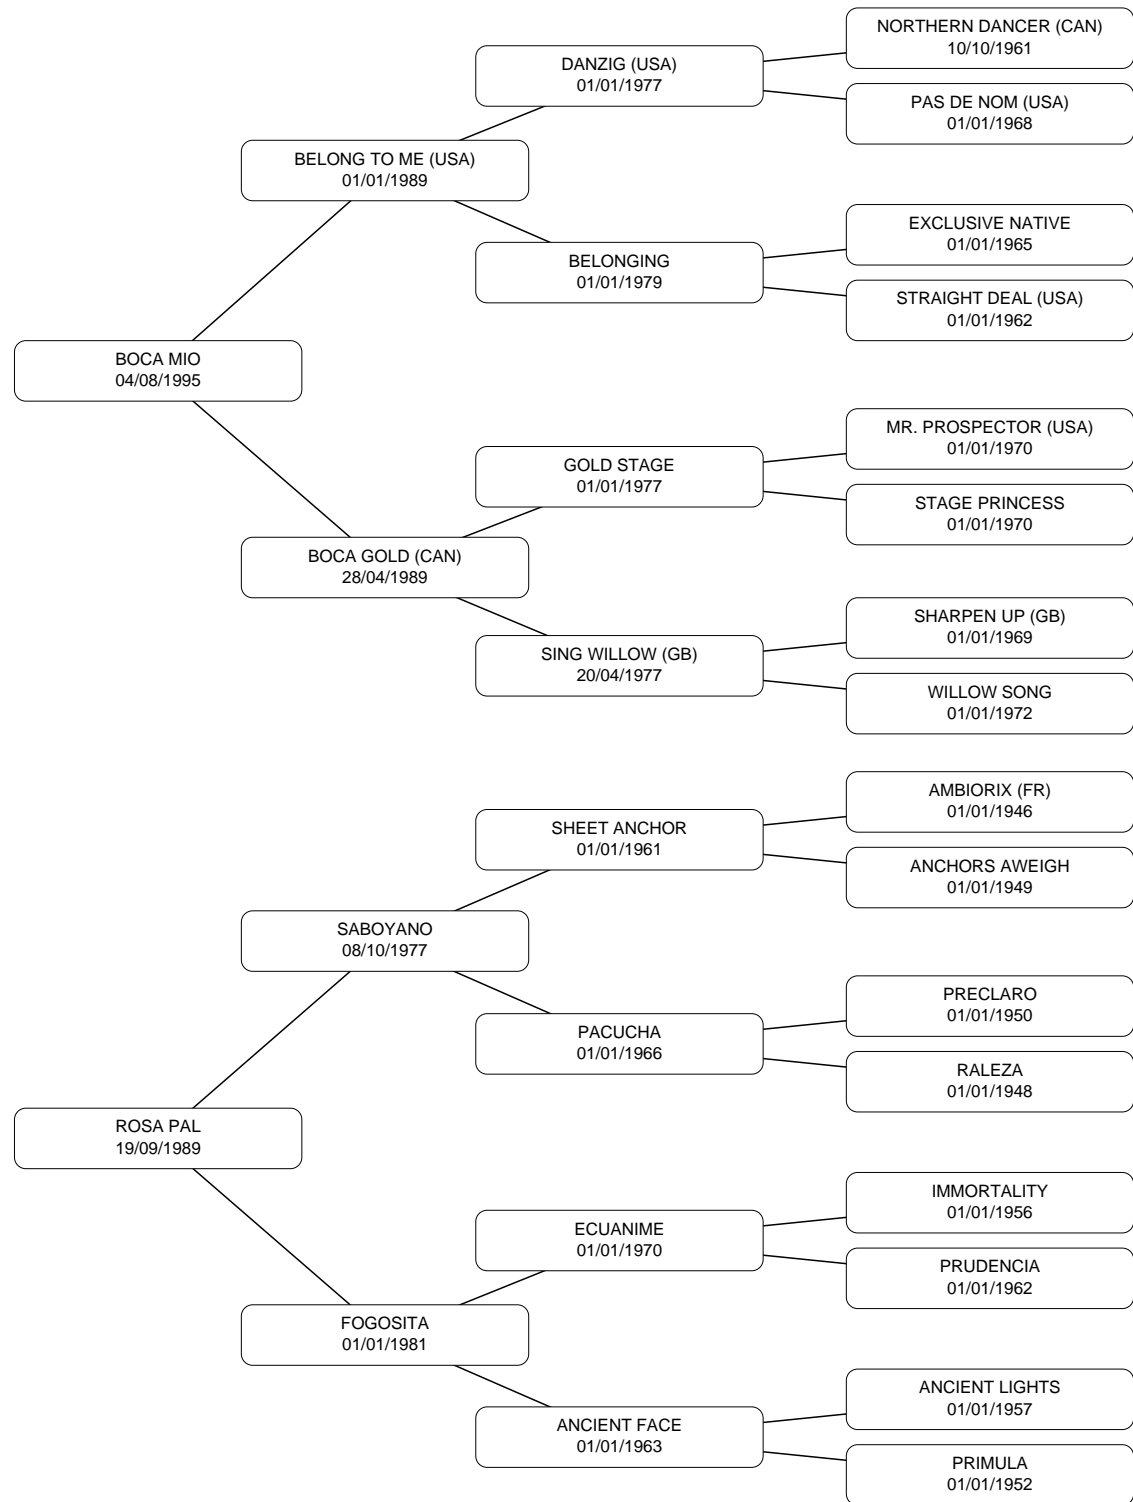 NORTHERN DANCER (CAN)
10/10/1961
DANZIG (USA)
01/01/1977
PAS DE NOM (USA)
01/01/1968
BELONG TO ME (USA)
01/01/1989
EXCLUSIVE NATIVE
01/01/1965
BELONGING
01/01/1979
STRAIGHT DEAL (USA)
01/01/1962
BOCA MIO
04/08/1995
MR. PROSPECTOR (USA)
01/01/1970
GOLD STAGE
01/01/1977
STAGE PRINCESS
01/01/1970
BOCA GOLD (CAN)
28/04/1989
SHARPEN UP (GB)
01/01/1969
SING WILLOW (GB)
20/04/1977
WILLOW SONG
01/01/1972
AMBIORIX (FR)
01/01/1946
SHEET ANCHOR
01/01/1961
ANCHORS AWEIGH
01/01/1949
SABOYANO
08/10/1977
PRECLARO
01/01/1950
PACUCHA
01/01/1966
RALEZA
01/01/1948
ROSA PAL
19/09/1989
IMMORTALITY
01/01/1956
ECUANIME
01/01/1970
PRUDENCIA
01/01/1962
FOGOSITA
01/01/1981
ANCIENT LIGHTS
01/01/1957
ANCIENT FACE
01/01/1963
PRIMULA
01/01/1952